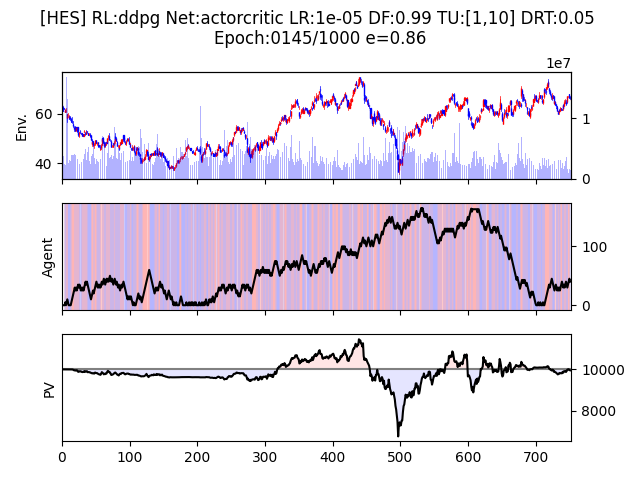 [HES] RL:ddpg Net:actorcritic LR:1e-05 DF:0.99 TU:[1,10] DRT:0.05
Epoch:0145/1000 e=0.86
1e7
Env.
60
40
1
0
Agent
100
0
PV
10000
8000
0 100 200 300 400 500 600 700